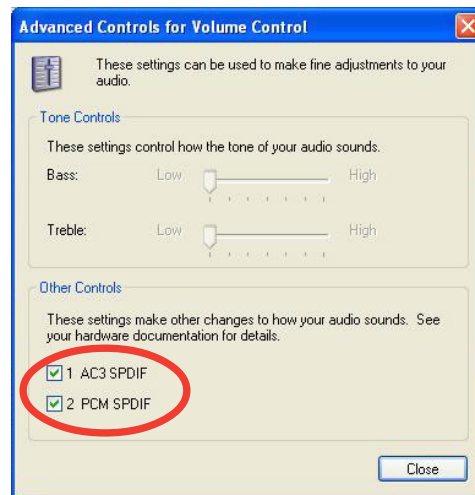 Advanced Controls for Volume Control
These settings can be used to make fine adjustments to your
audio.
Tone Controls
These settings control how the tone of your audio sounds.
Bass: Low High
Treble: Low High
Other Controls
These settings make other changes to how your audio sounds. See
your hardware documentation for details.
1 AC3 SPDIF
2 PCM SPDIF
Close